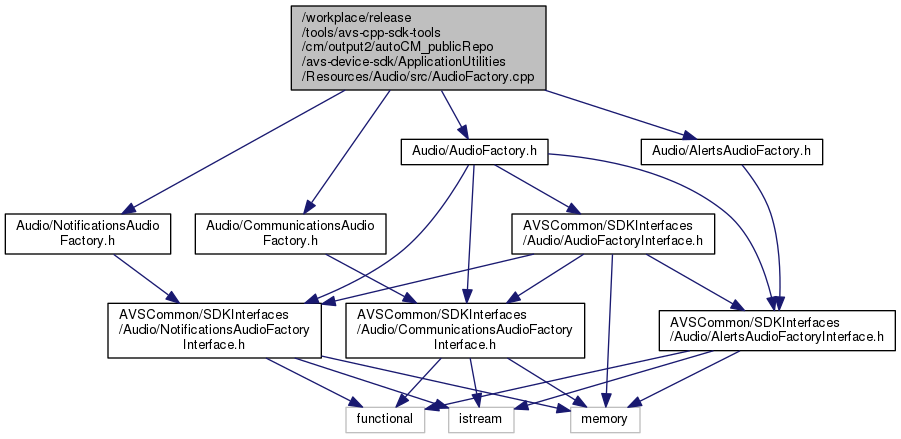 /workplace/release
/tools/avs-cpp-sdk-tools
/cm/output2/autoCM_publicRepo
/avs-device-sdk/ApplicationUtilities
/Resources/Audio/src/AudioFactory.cpp
Audio/AudioFactory.h
Audio/AlertsAudioFactory.h
Audio/NotificationsAudio
Factory.h
Audio/CommunicationsAudio
Factory.h
AVSCommon/SDKInterfaces
/Audio/AudioFactoryInterface.h
AVSCommon/SDKInterfaces
/Audio/NotificationsAudioFactory
Interface.h
AVSCommon/SDKInterfaces
/Audio/CommunicationsAudioFactory
Interface.h
AVSCommon/SDKInterfaces
/Audio/AlertsAudioFactoryInterface.h
functional
istream
memory